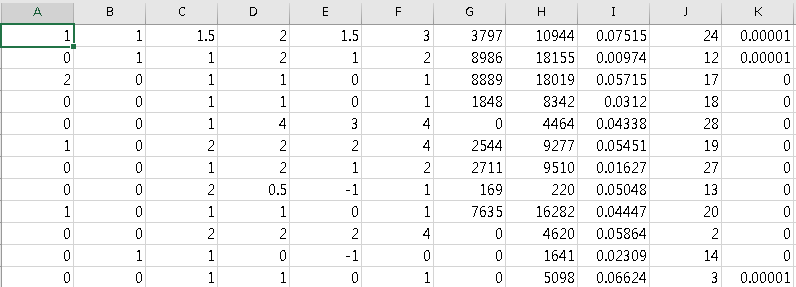 A B C D E F G H I J K
1 1 1.5 2 1.5 3 3797 10944 0.07515 24 0.00001
0 1 1 2 1 2 8986 18155 0.00974 12 0.00001
2 0 1 1 0 1 8889 18019 0.05715 17 0
0 0 1 1 0 1 1848 8342 0.0312 18 0
0 0 1 4 3 4 0 4464 0.04338 28 0
1 0 2 2 2 4 2544 9277 0.05451 19 0
0 0 1 2 1 2 2711 9510 0.01627 27 0
0 0 2 0.5 -1 1 169 220 0.05048 13 0
1 0 1 1 0 1 7635 16282 0.04447 20 0
0 0 2 2 2 4 0 4620 0.05864 2 0
0 1 1 0 -1 0 0 1641 0.02309 14 0
0 0 1 1 0 1 0 5098 0.06624 3 0.00001